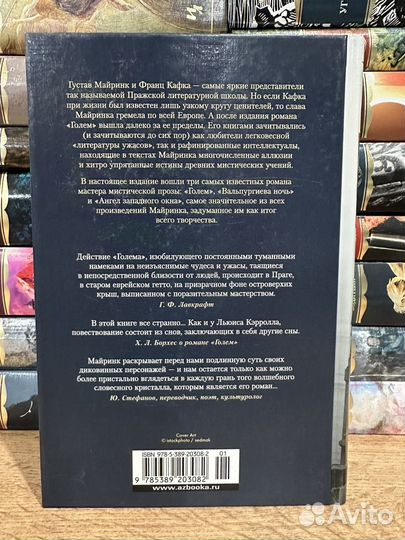 Густав Майринк и Франц Кафка — самые яркие представители
так называемой Пражской литературной школы. Но если Кафка
при жизни был известен лишь узкому кругу ценителей, то слава
Майринка гремела по всей Европе. А после издания романа
«Голем» вышла далеко за ее пределы. Его книгами зачитывались
(и зачитываются до сих пор) как любители легковесной
«литературы ужасов», так и рафинированные интеллектуалы,
находящие в текстах Майринка многочисленные аллюзии
и хитро упрятанные истины древних мистических учений.
В настоящее издание вошли три самых известных романа
мастера мистической прозы: «Голем», «Вальпургиева ночь»
и «Ангел западного окна», самое значительное из всех
произведений Майринка, задуманное им как итог
всего творчества.
Действие «Голема», изобилующего постоянными туманными
намеками на неизъяснимые чудеса и ужасы, таящиеся
в непосредственной близости от людей, происходит в Праге,
в старом еврейском гетто, на призрачном фоне островерхих
крыш, выписанном с поразительным мастерством.
Г. Ф. Лавкрафт
В этой книге все странно... Как и у Льюиса Кэрролла,
повествование состоит из снов, заключающих в себя другие сны.
Х. Л. Борхес о романе «Голем»
Майринк раскрывает перед нами подлинную суть своих
диковинных персонажей — и нам остается только как можно
более пристально вглядеться в каждую грань того волшебного
словесного кристалла, которым является его роман...
Ю. Стефанов, переводчик, поэт, культуролог
Cover Art
© istockphoto / sedmak
ISBN 978-5-389-20308-2
01
9 785389 203082
www.azbooka.ru
Avito